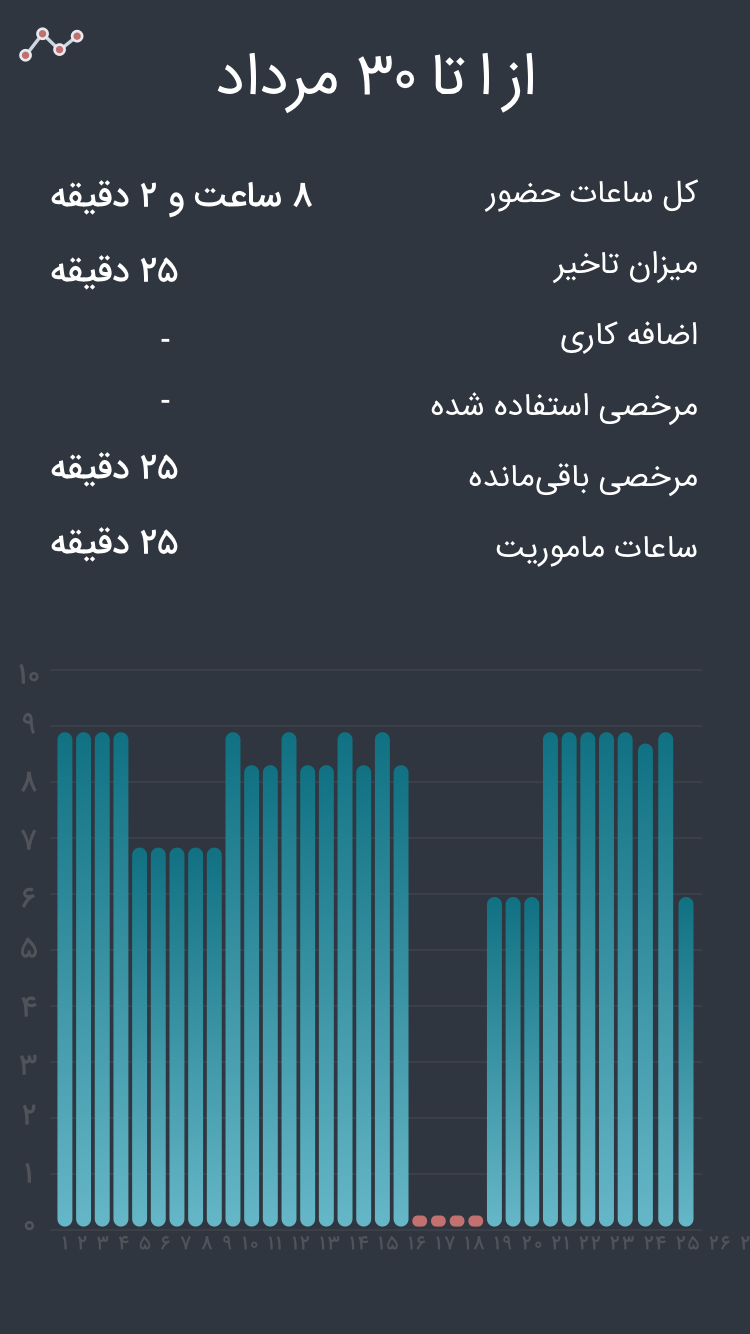 از ۱ تا ۳۰ مرداد
کل ساعات حضور ۸ ساعت و ۲ دقیقه
میزان تاخیر ۲۵ دقیقه
اضافه کاری -
مرخصی استفاده شده -
مرخصی باقی‌مانده ۲۵ دقیقه
ساعات ماموریت ۲۵ دقیقه
۱۰
۹
۸
۷
۶
۵
۴
۳
۲
۱
۰
۱ ۲ ۳ ۴ ۵ ۶ ۷ ۸ ۹ ۱۰ ۱۱ ۱۲ ۱۳ ۱۴ ۱۵ ۱۶ ۱۷ ۱۸ ۱۹ ۲۰ ۲۱ ۲۲ ۲۳ ۲۴ ۲۵ ۲۶